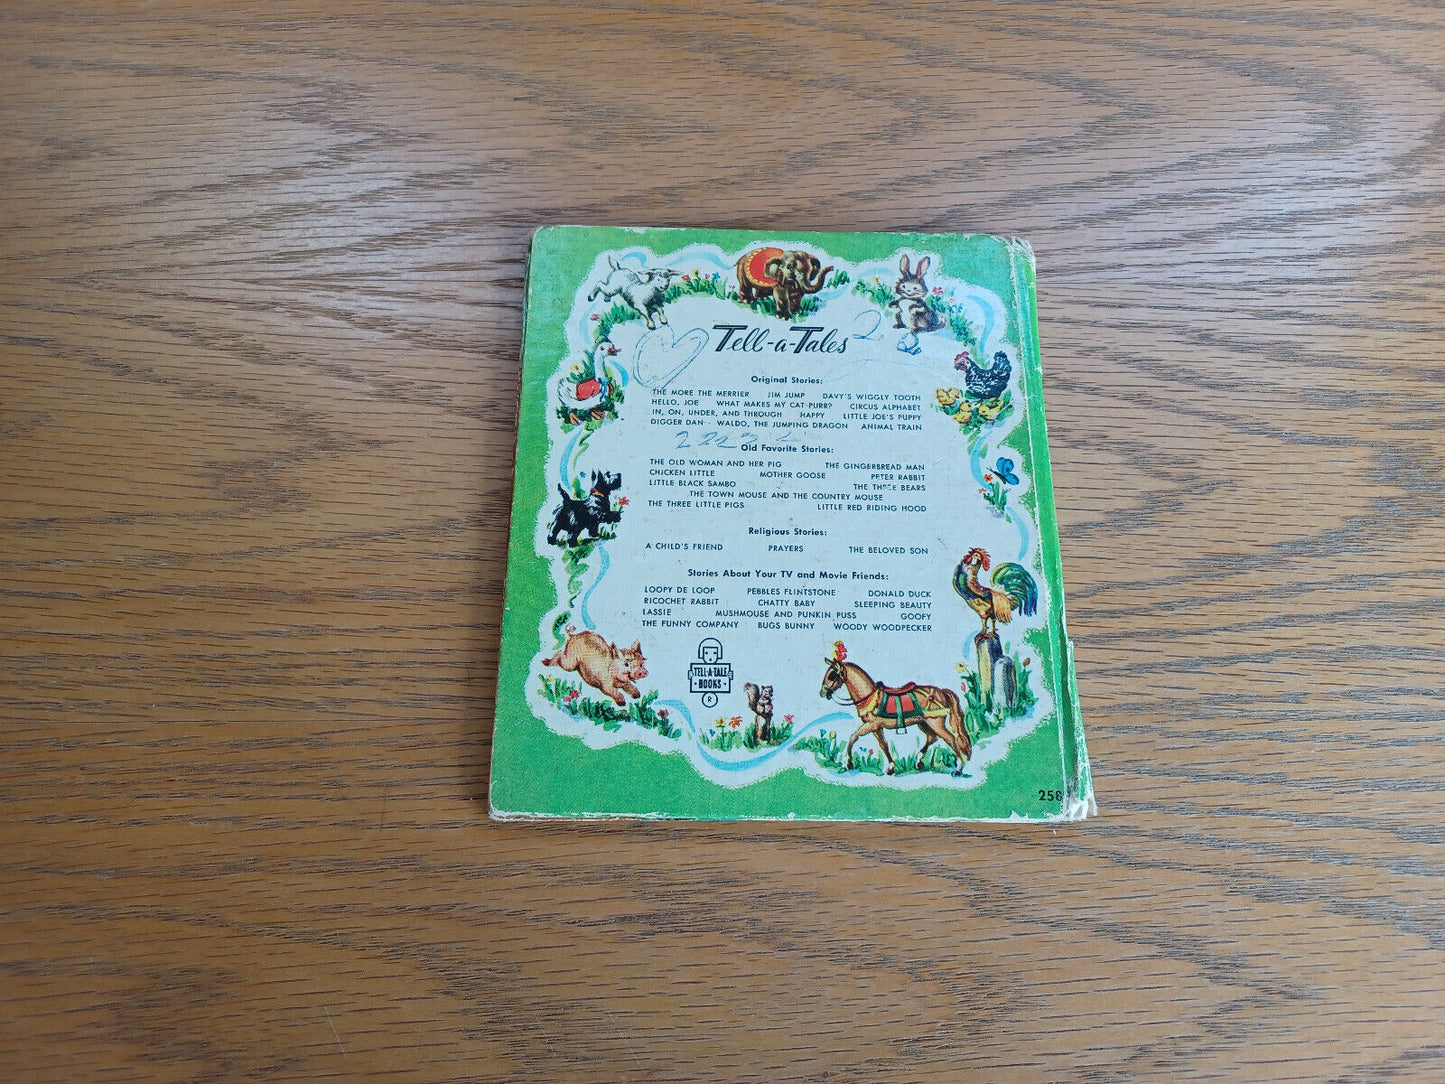 Tell-a-Tales 2
Original Stories:
THE MORE THE MERRIER JIM JUMP DAVY'S WIGGLY TOOTH
HELLO, JOE WHAT MAKES MY CAT PURR? CIRCUS ALPHABET
IN, ON, UNDER, AND THROUGH HAPPY LITTLE JOE'S PUPPY
DIGGER DAN WALDO, THE JUMPING DRAGON ANIMAL TRAIN
Old Favorite Stories:
THE OLD WOMAN AND HER PIG THE GINGERBREAD MAN
CHICKEN LITTLE MOTHER GOOSE PETER RABBIT
LITTLE BLACK SAMBO THE THREE BEARS
THE TOWN MOUSE AND THE COUNTRY MOUSE
THE THREE LITTLE PIGS LITTLE RED RIDING HOOD
Religious Stories:
A CHILD'S FRIEND PRAYERS THE BELOVED SON
Stories About Your TV and Movie Friends:
LOOPY DE LOOP PEBBLES FLINTSTONE DONALD DUCK
RICOCHET RABBIT CHATTY BABY SLEEPING BEAUTY
LASSIE MUSHMOUSE AND PUNKIN PUSS GOOFY
THE FUNNY COMPANY BUGS BUNNY WOODY WOODPECKER
TELL-A-TALE
• BOOKS •
R
258